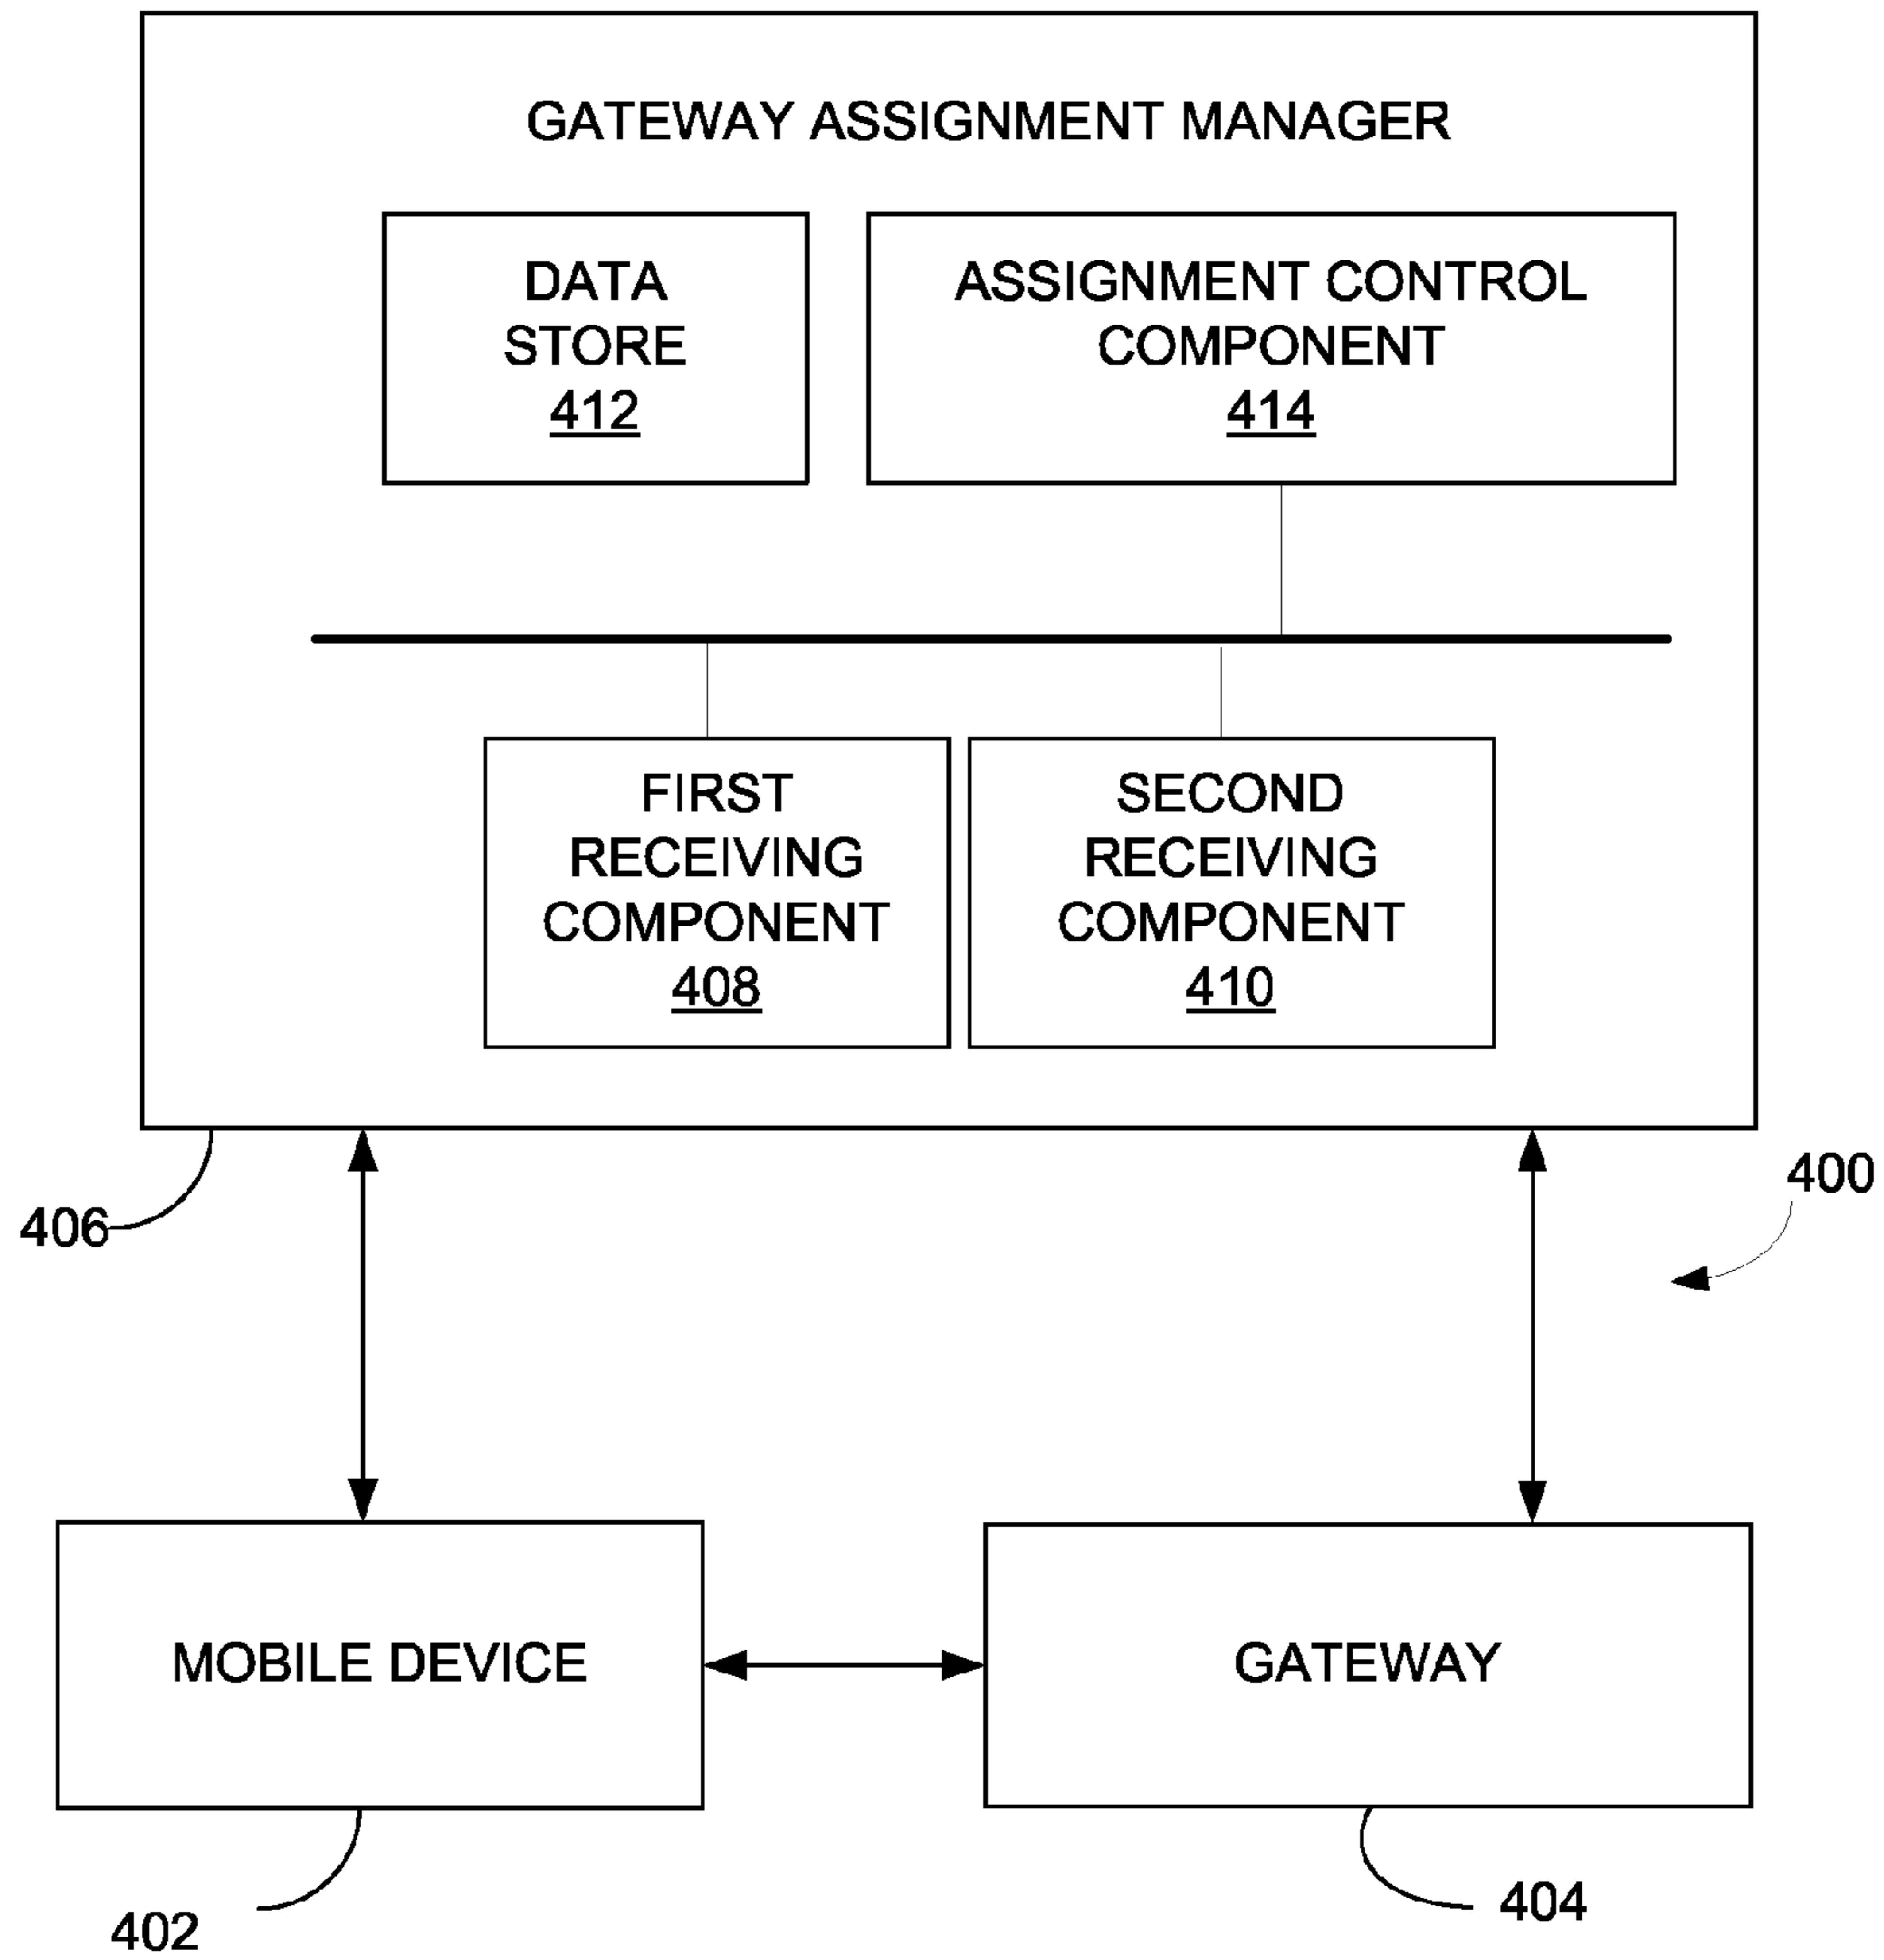 GATEWAY ASSIGNMENT MANAGER
DATA
STORE
412
ASSIGNMENT CONTROL
COMPONENT
414
FIRST
RECEIVING
COMPONENT
408
SECOND
RECEIVING
COMPONENT
410
406
400
MOBILE DEVICE
GATEWAY
402
404